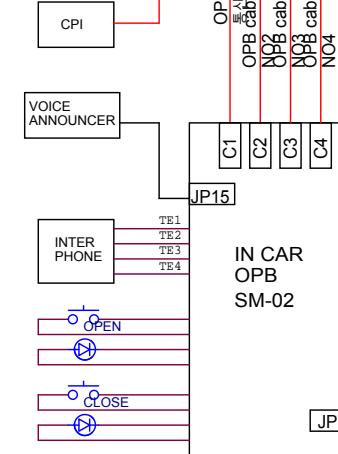 CPI
OPB cab
NO2
OPB cab
NO3
OPB cab
NO4
VOICE
ANNOUNCER
C1
C2
C3
C4
JP15
TE1
TE2
TE3
TE4
INTER
PHONE
IN CAR
OPB
SM-02
OPEN
CLOSE
JP